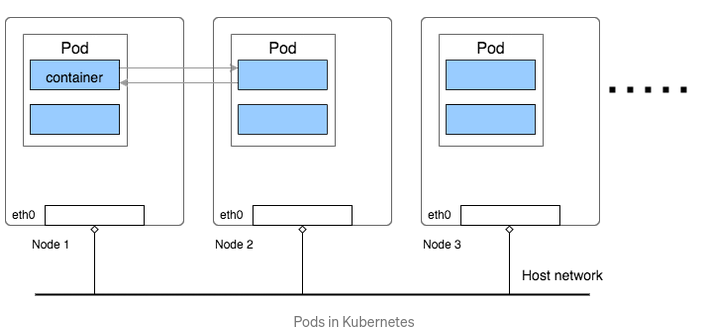 Pod
Pod
Pod
container
eth0
eth0
eth0
Node 1
Node 2
Node 3
Host network
Pods in Kubernetes